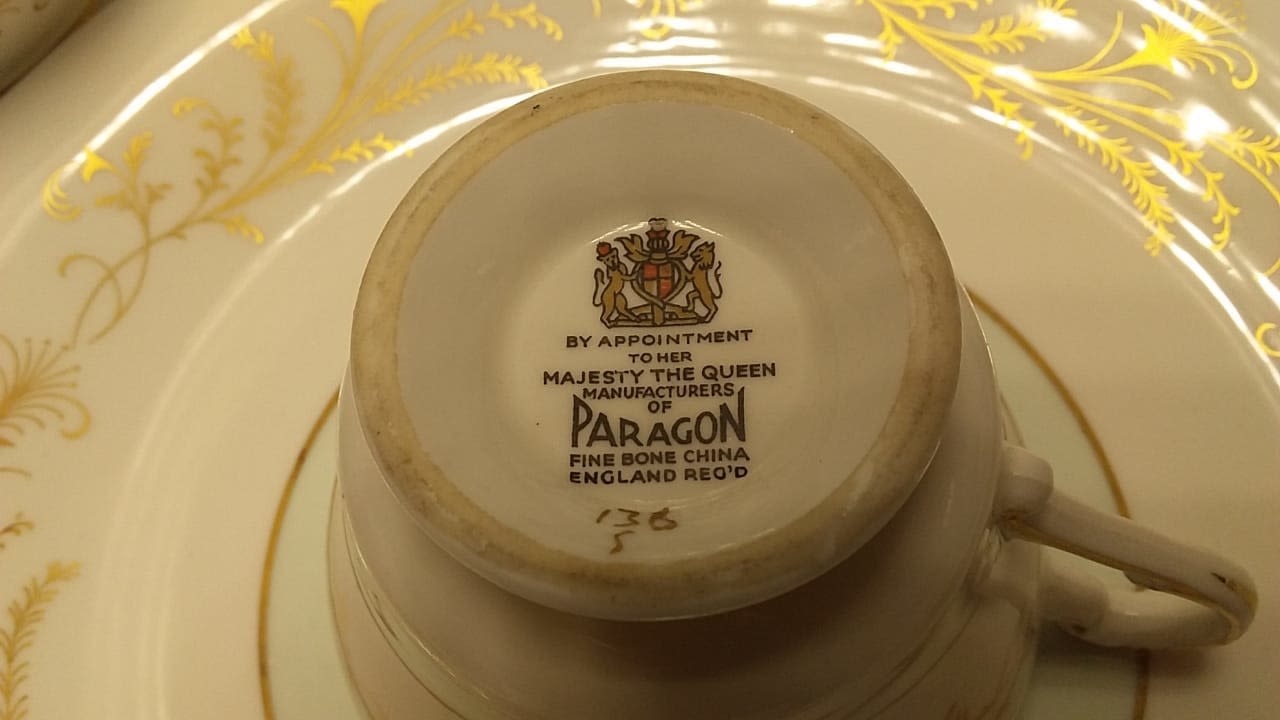 BY APPOINTMENT
TO HER
MAJESTY THE QUEEN
MANUFACTURERS
OF
PARAGON
FINE BONE CHINA
ENGLAND REG'D
136
5